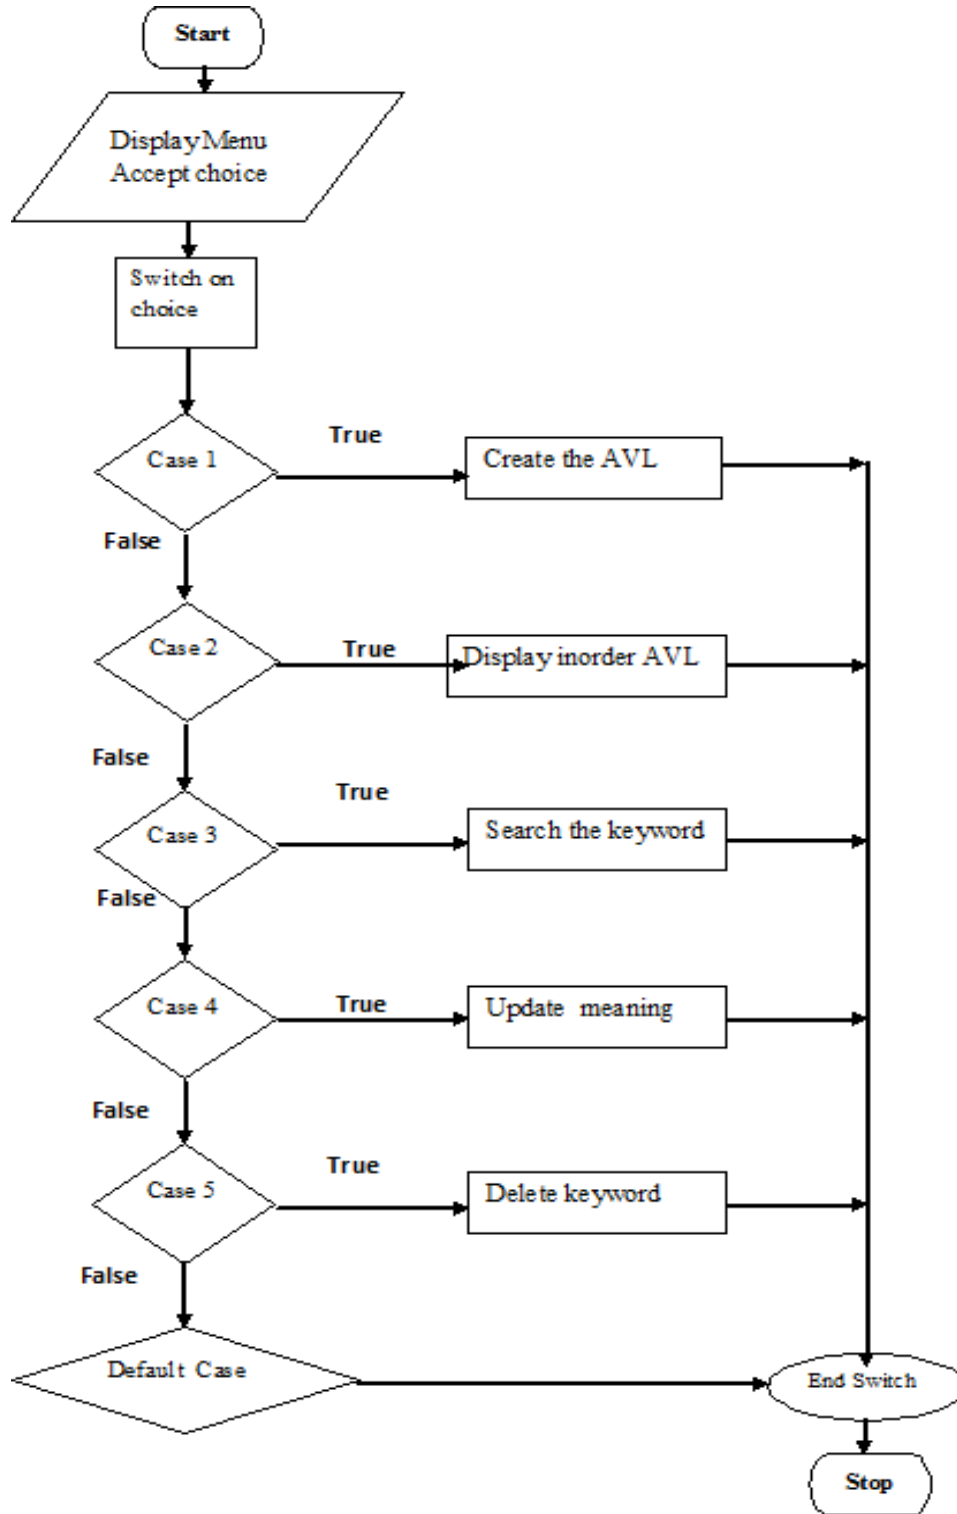 Start
Display Menu
Accept choice
Switch on
choice
Case 1
True
Create the AVL
False
Case 2
True
Display inorder AVL
False
Case 3
True
Search the keyword
False
Case 4
True
Update meaning
False
Case 5
True
Delete keyword
False
Default Case
End Switch
Stop